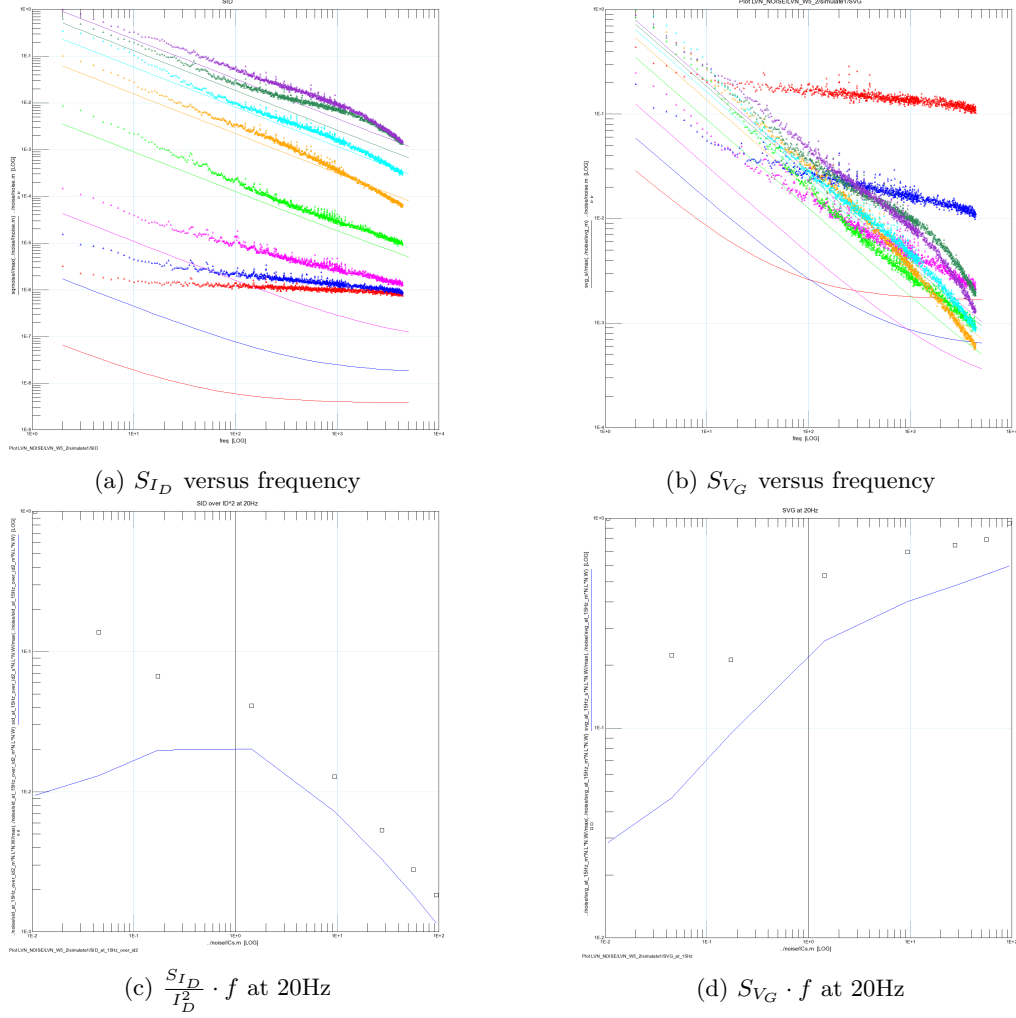 SID
1E+0
1E-1
1E-2
1E-3
1E-4
1E-5
1E-6
1E-7
1E-8
1E-9
1E+0 1E+1 1E+2 1E+3 1E+4
freq [LOG]
Plot LVN_NOISE/LVN_W5_2/simulate1/SID
(a) $S_{I_D}$ versus frequency
Plot LVN_NOISE/LVN_W5_2/simulate1/SVG
1E+0
1E-1
1E-2
1E-3
1E-4
1E+0 1E+1 1E+2 1E+3 1E+4
freq [LOG]
(b) $S_{V_G}$ versus frequency
SID over ID^2 at 20Hz
1E+0
1E-1
1E-2
1E-3
1E-2 1E-1 1E+0 1E+1 1E+2
../noise/ICs.m [LOG]
Plot LVN_NOISE/LVN_W5_2/simulate1/SID_at_15Hz_over_id2
(c) $\frac{S_{I_D}}{I_D^2} \cdot f$ at 20Hz
SVG at 20Hz
1E+0
1E-1
1E-2
1E-2 1E-1 1E+0 1E+1 1E+2
../noise/ICs.m [LOG]
Plot LVN_NOISE/LVN_W5_2/simulate1/SVG_at_15Hz
(d) $S_{V_G} \cdot f$ at 20Hz